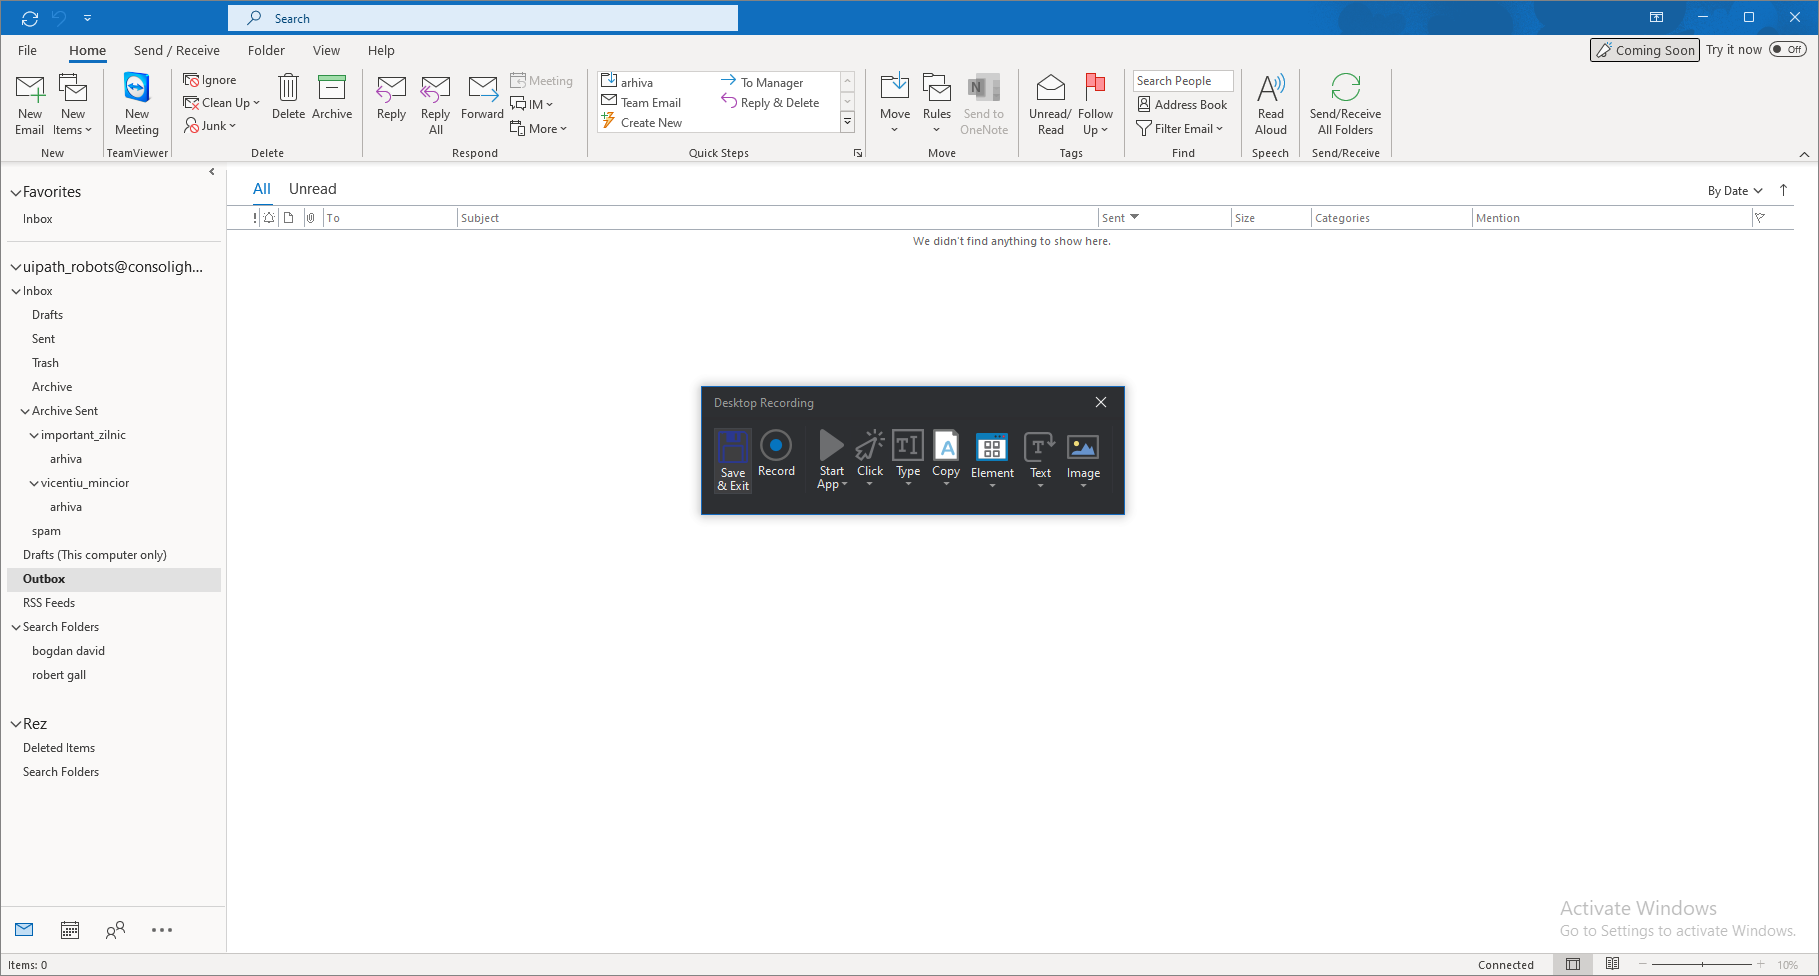 Search
File Home Send / Receive Folder View Help
Coming Soon Try it now Off
New Email
New Items
New
New Meeting
TeamViewer
Ignore
Clean Up
Junk
Delete
Archive
Delete
Reply
Reply All
Forward
Meeting
IM
More
Respond
arhiva
Team Email
Create New
To Manager
Reply & Delete
Quick Steps
Move
Rules
Send to OneNote
Move
Unread/ Read
Follow Up
Tags
Search People
Address Book
Filter Email
Find
Read Aloud
Speech
Send/Receive All Folders
Send/Receive
Favorites
Inbox
uipath_robots@consoligh...
Inbox
Drafts
Sent
Trash
Archive
Archive Sent
important_zilnic
arhiva
vicentiu_mincior
arhiva
spam
Drafts (This computer only)
Outbox
RSS Feeds
Search Folders
bogdan david
robert gall
Rez
Deleted Items
Search Folders
All Unread
By Date
To Subject Sent Size Categories Mention
We didn't find anything to show here.
Desktop Recording
Save & Exit
Record
Start App
Click
Type
Copy
Element
Text
Image
Activate Windows
Go to Settings to activate Windows.
Items: 0
Connected
10%